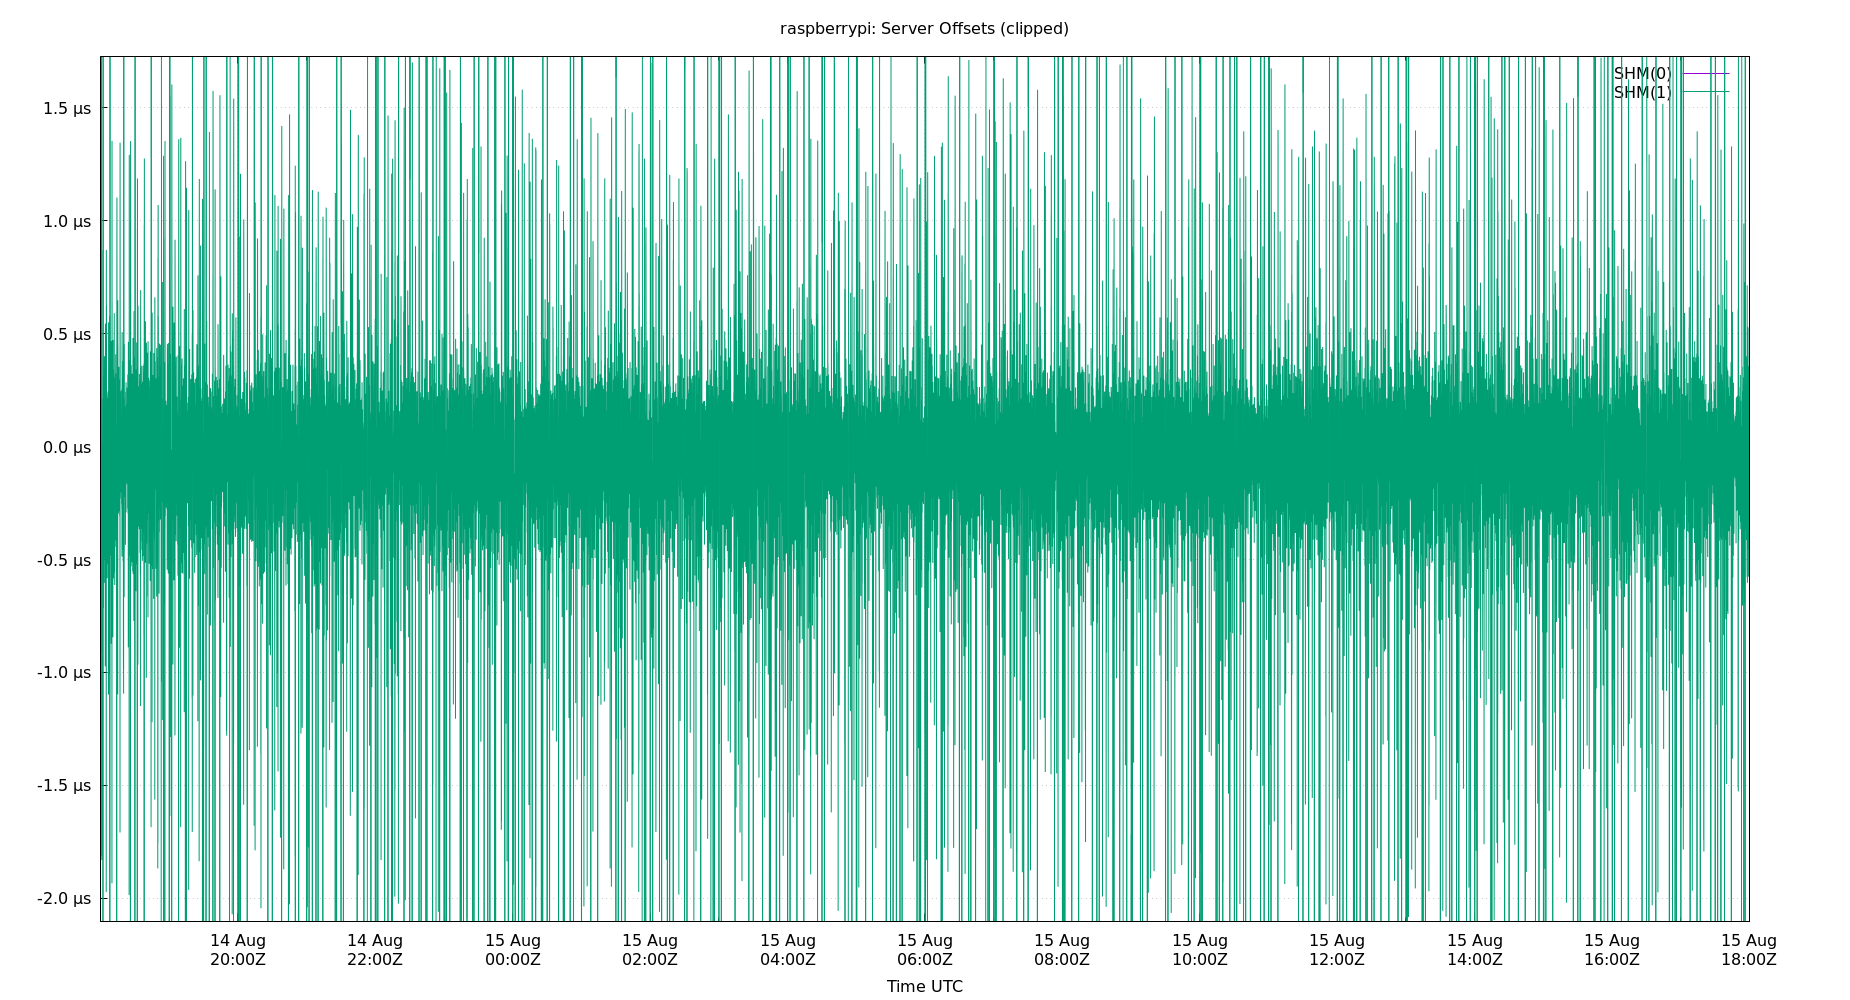 raspberrypi: Server Offsets (clipped)
SHM(0)
SHM(1)
1.5 µs
1.0 µs
0.5 µs
0.0 µs
-0.5 µs
-1.0 µs
-1.5 µs
-2.0 µs
14 Aug 14 Aug 15 Aug 15 Aug 15 Aug 15 Aug 15 Aug 15 Aug 15 Aug 15 Aug 15 Aug 15 Aug
20:00Z 22:00Z 00:00Z 02:00Z 04:00Z 06:00Z 08:00Z 10:00Z 12:00Z 14:00Z 16:00Z 18:00Z
Time UTC